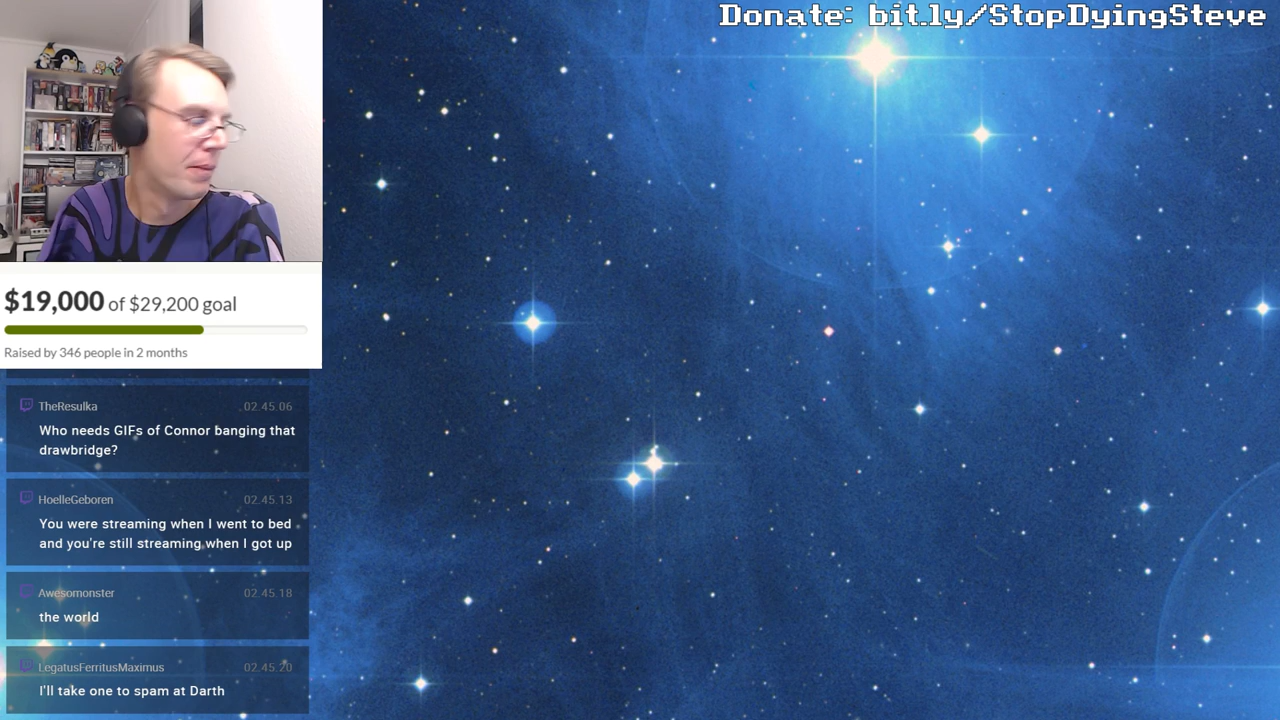 Donate: bit.ly/StopDyingSteve
$19,000 of $29,200 goal
Raised by 346 people in 2 months
TheResulka 02.45.06
Who needs GIFs of Connor banging that
drawbridge?
HoelleGeboren 02.45.13
You were streaming when I went to bed
and you're still streaming when I got up
Awesomonster 02.45.18
the world
LegatusFerritusMaximus 02.45.20
I'll take one to spam at Darth